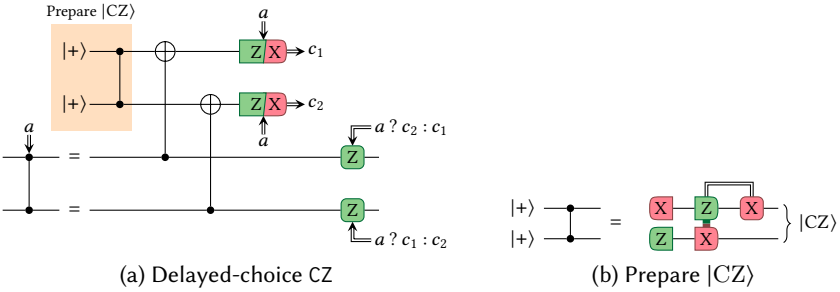 Prepare |CZ⟩
a
|+⟩ Z X c₁
|+⟩ Z X c₂
a
a = a ? c₂ : c₁
Z
= Z
a ? c₁ : c₂
(a) Delayed-choice CZ
|+⟩ = X Z X |CZ⟩
|+⟩ Z X
(b) Prepare |CZ⟩